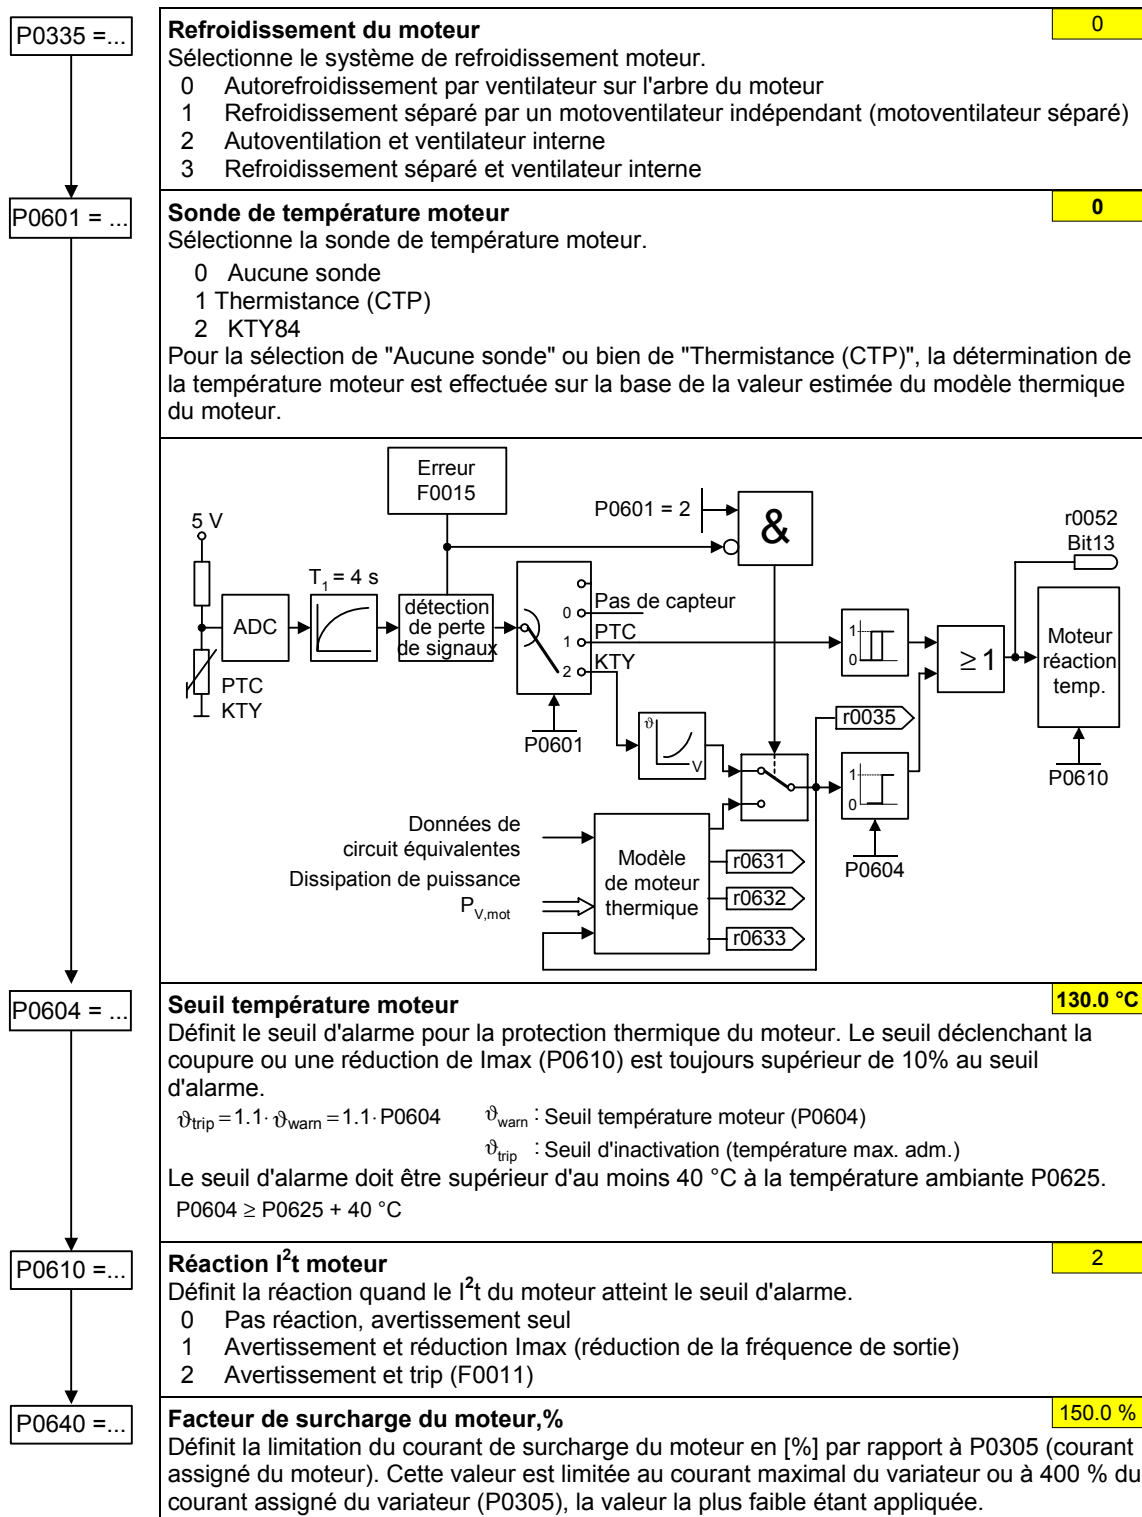 P0335 =...
Refroidissement du moteur
0
Sélectionne le système de refroidissement moteur.
0 Autorefroidissement par ventilateur sur l'arbre du moteur
1 Refroidissement séparé par un motoventilateur indépendant (motoventilateur séparé)
2 Autoventilation et ventilateur interne
3 Refroidissement séparé et ventilateur interne
P0601 = ...
Sonde de température moteur
0
Sélectionne la sonde de température moteur.
0 Aucune sonde
1 Thermistance (CTP)
2 KTY84
Pour la sélection de "Aucune sonde" ou bien de "Thermistance (CTP)", la détermination de
la température moteur est effectuée sur la base de la valeur estimée du modèle thermique
du moteur.
Erreur
F0015
P0601 = 2
&
r0052
Bit13
5 V
T₁ = 4 s
ADC
détection
de perte
de signaux
0 Pas de capteur
1 PTC
2 KTY
PTC
KTY
P0601
1
0
≥ 1
Moteur
réaction
temp.
P0610
ϑ
V
r0035
1
0
P0604
Données de
circuit équivalentes
Dissipation de puissance
P_V,mot
Modèle
de moteur
thermique
r0631
r0632
r0633
P0604 = ...
Seuil température moteur
130.0 °C
Définit le seuil d'alarme pour la protection thermique du moteur. Le seuil déclenchant la
coupure ou une réduction de Imax (P0610) est toujours supérieur de 10% au seuil
d'alarme.
ϑtrip = 1.1· ϑwarn = 1.1· P0604 ϑwarn : Seuil température moteur (P0604)
ϑtrip : Seuil d'inactivation (température max. adm.)
Le seuil d'alarme doit être supérieur d'au moins 40 °C à la température ambiante P0625.
P0604 ≥ P0625 + 40 °C
P0610 =...
Réaction I²t moteur
2
Définit la réaction quand le I²t du moteur atteint le seuil d'alarme.
0 Pas réaction, avertissement seul
1 Avertissement et réduction Imax (réduction de la fréquence de sortie)
2 Avertissement et trip (F0011)
P0640 =...
Facteur de surcharge du moteur,%
150.0 %
Définit la limitation du courant de surcharge du moteur en [%] par rapport à P0305 (courant
assigné du moteur). Cette valeur est limitée au courant maximal du variateur ou à 400 % du
courant assigné du variateur (P0305), la valeur la plus faible étant appliquée.